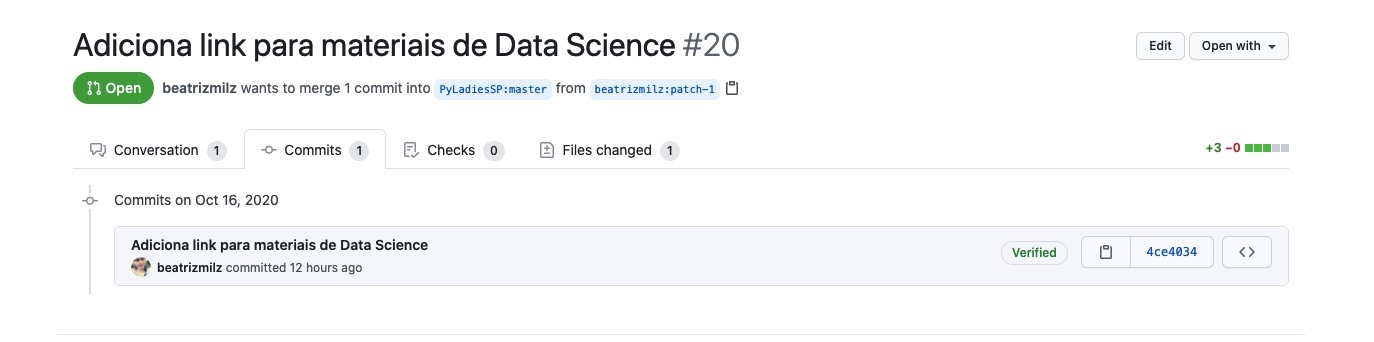 Adiciona link para materiais de Data Science #20
Edit
Open with
Open
beatrizmilz wants to merge 1 commit into PyLadiesSP:master from beatrizmilz:patch-1
Conversation 1
Commits 1
Checks 0
Files changed 1
+3 −0
Commits on Oct 16, 2020
Adiciona link para materiais de Data Science
beatrizmilz committed 12 hours ago
Verified
4ce4034